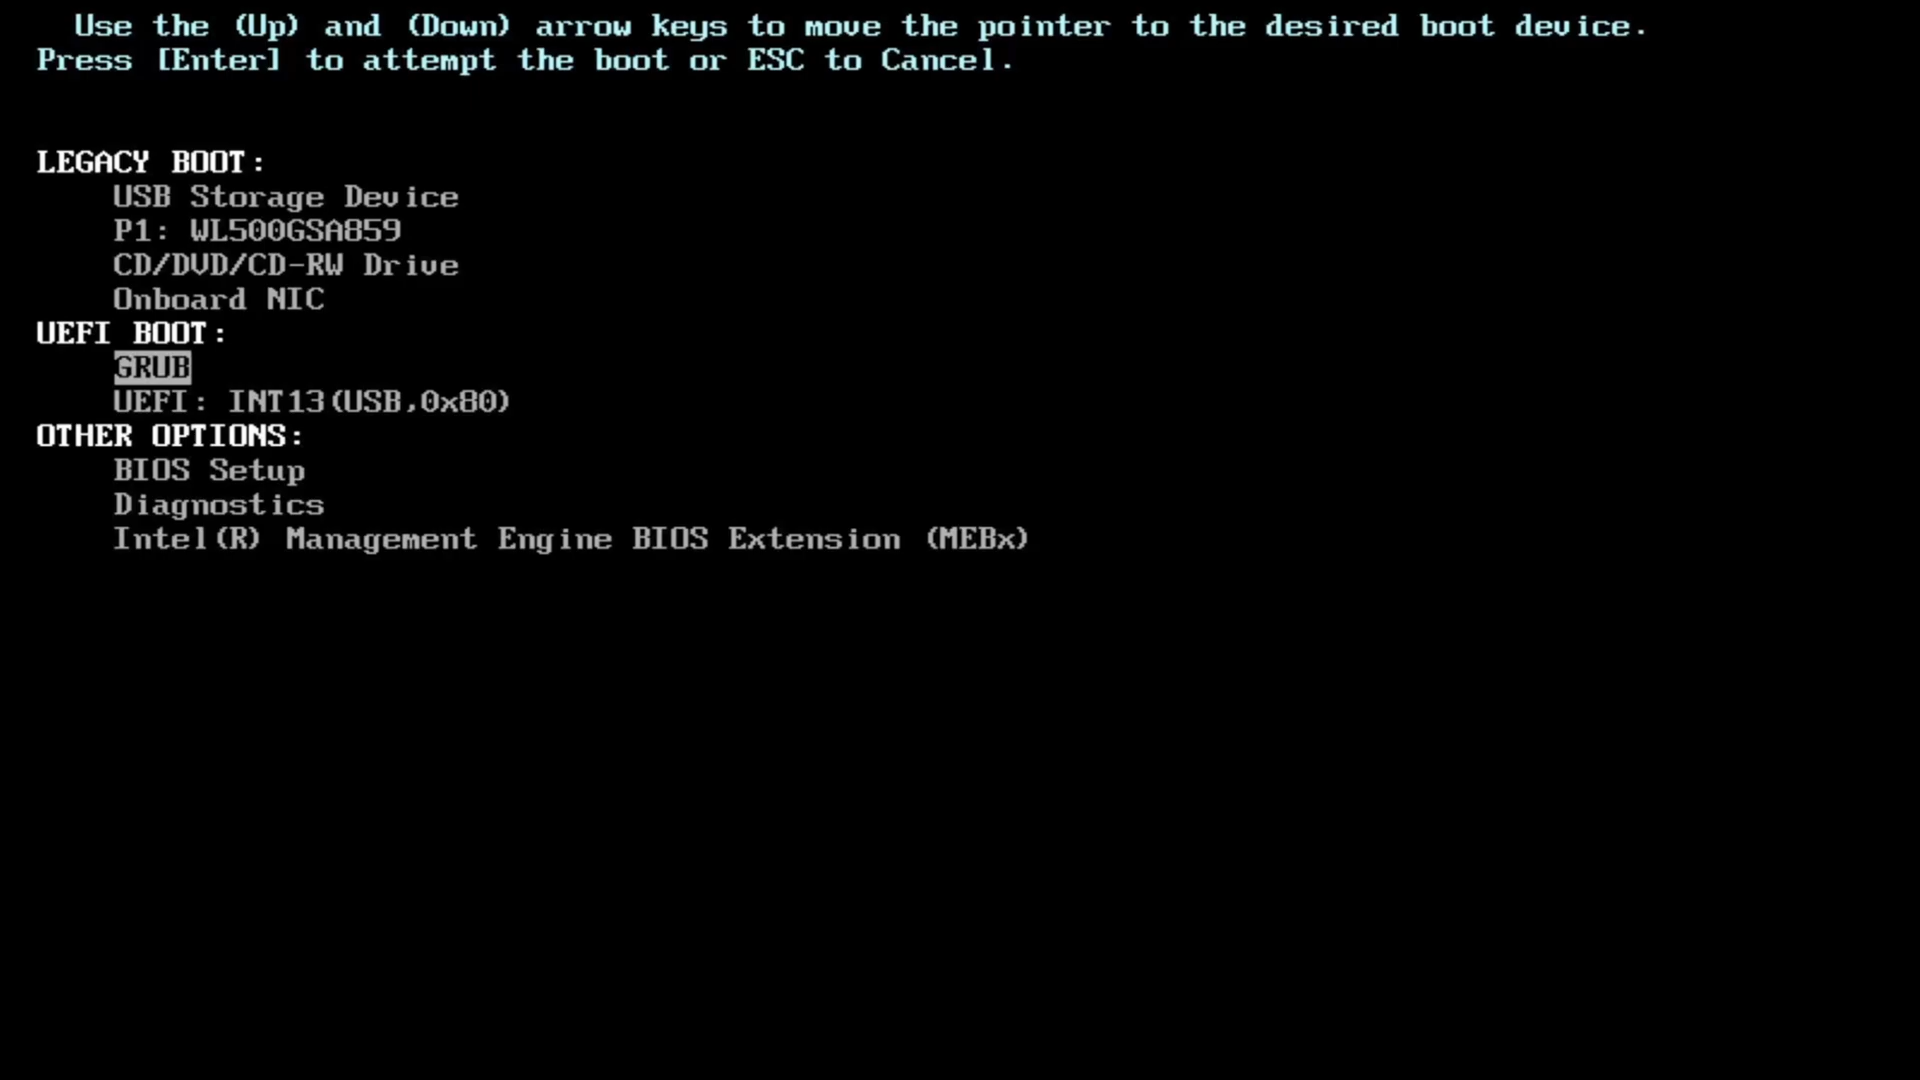 Use the (Up) and (Down) arrow keys to move the pointer to the desired boot device.
Press [Enter] to attempt the boot or ESC to Cancel.
LEGACY BOOT:
USB Storage Device
P1: WL500GSA859
CD/DVD/CD-RW Drive
Onboard NIC
UEFI BOOT:
GRUB
UEFI: INT13(USB,0x80)
OTHER OPTIONS:
BIOS Setup
Diagnostics
Intel(R) Management Engine BIOS Extension (MEBx)